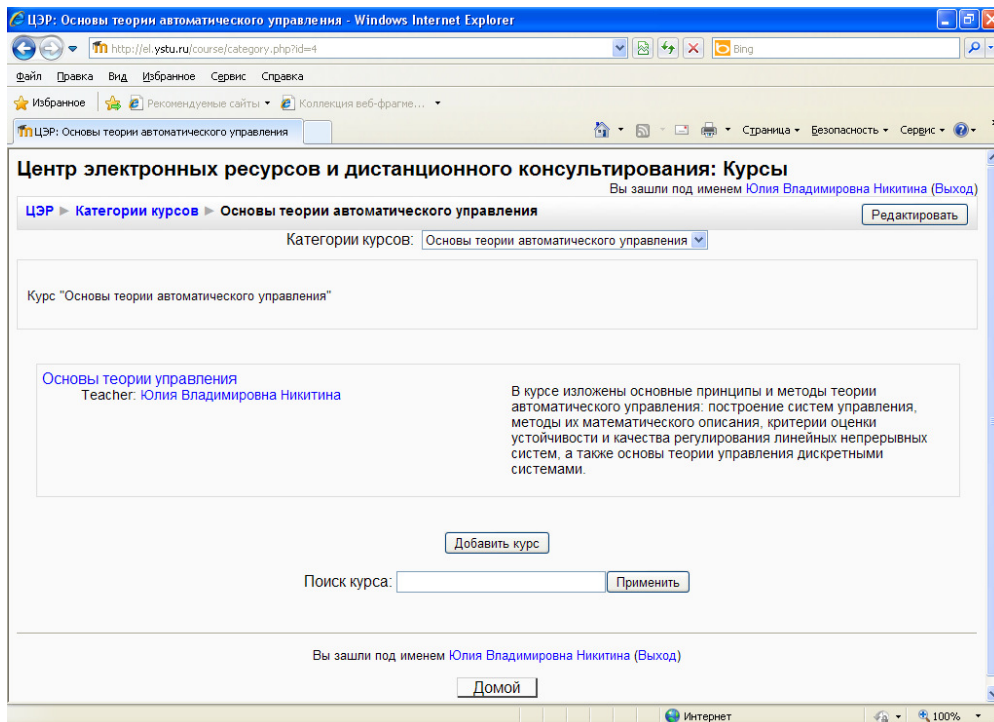 ЦЭР: Основы теории автоматического управления - Windows Internet Explorer
http://el.ystu.ru/course/category.php?id=4
Bing
Файл Правка Вид Избранное Сервис Справка
Избранное Рекомендуемые сайты Коллекция веб-фрагме...
ЦЭР: Основы теории автоматического управления
Страница Безопасность Сервис
Центр электронных ресурсов и дистанционного консультирования: Курсы
Вы зашли под именем Юлия Владимировна Никитина (Выход)
ЦЭР ► Категории курсов ► Основы теории автоматического управления
Редактировать
Категории курсов: Основы теории автоматического управления
Курс "Основы теории автоматического управления"
Основы теории управления
Teacher: Юлия Владимировна Никитина
В курсе изложены основные принципы и методы теории
автоматического управления: построение систем управления,
методы их математического описания, критерии оценки
устойчивости и качества регулирования линейных непрерывных
систем, а также основы теории управления дискретными
системами.
Добавить курс
Поиск курса: Применить
Вы зашли под именем Юлия Владимировна Никитина (Выход)
Домой
Интернет 100%